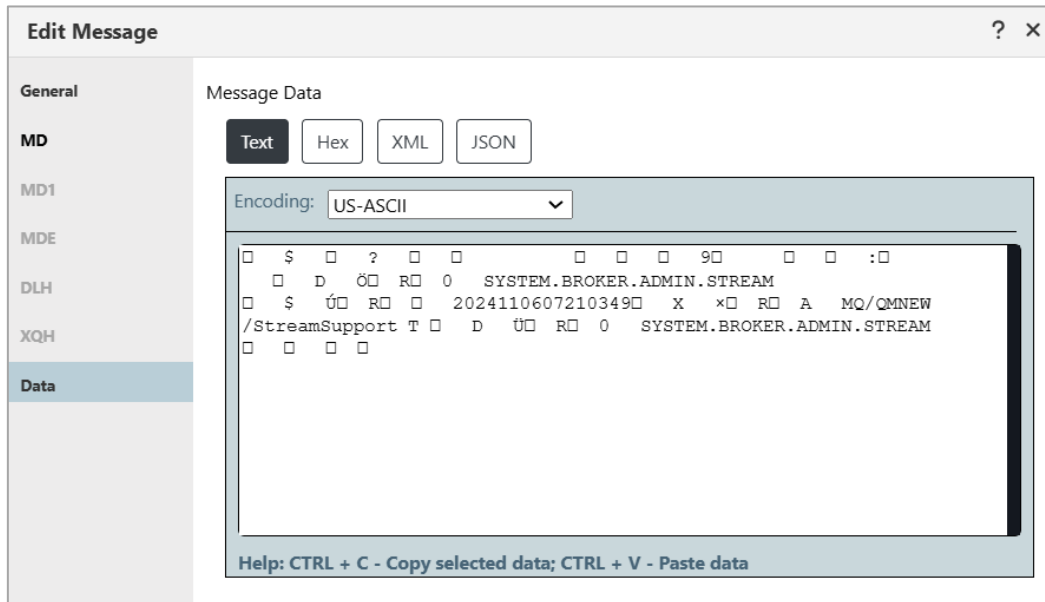 Edit Message
? ×
General
MD
MD1
MDE
DLH
XQH
Data
Message Data
Text Hex XML JSON
Encoding: US-ASCII
□ $ □ ? □ □ □ □ □ 9□ □ □ :□
□ D Ö□ R□ 0 SYSTEM.BROKER.ADMIN.STREAM
□ $ Ú□ R□ □ 2024110607210349□ X ×□ R□ A MQ/QMNEW
/StreamSupport T □ D Ü□ R□ 0 SYSTEM.BROKER.ADMIN.STREAM
□ □ □ □
Help: CTRL + C - Copy selected data; CTRL + V - Paste data